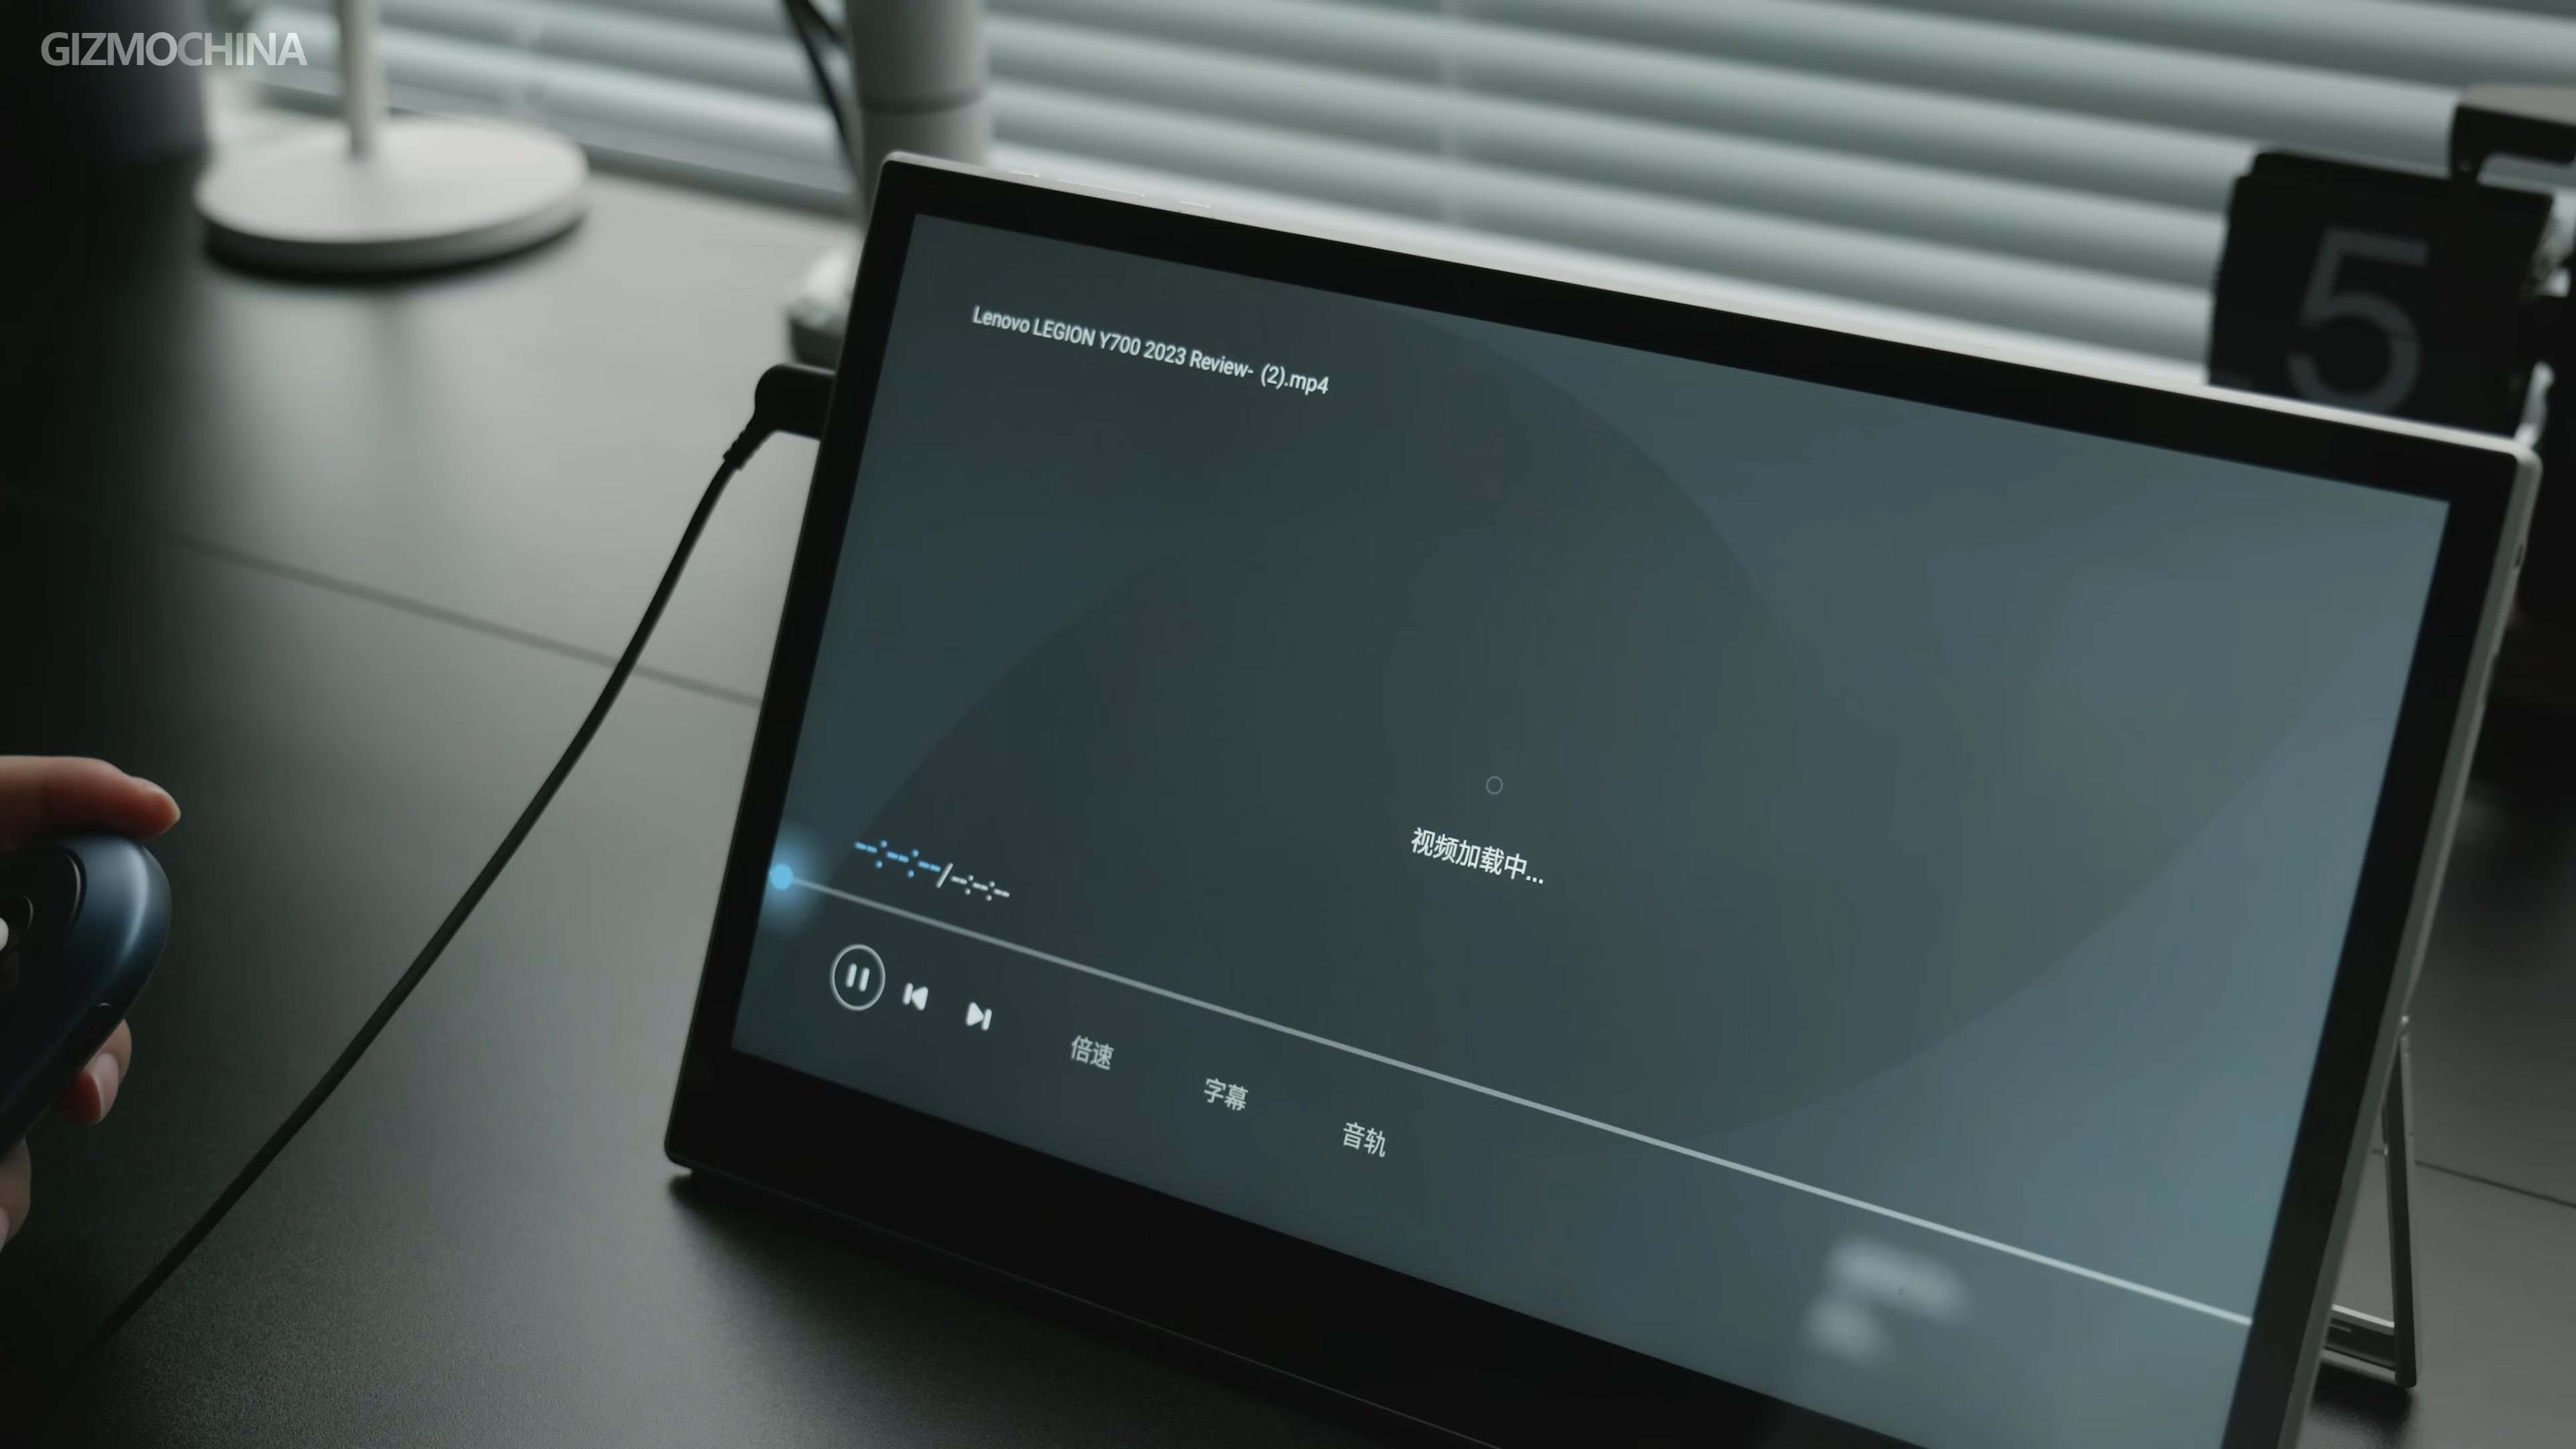 GIZMOCHINA
5
Lenovo LEGION Y700 2023 Review- (2).mp4
视频加载中...
--:--:--/--:--:--
倍速
字幕
音轨